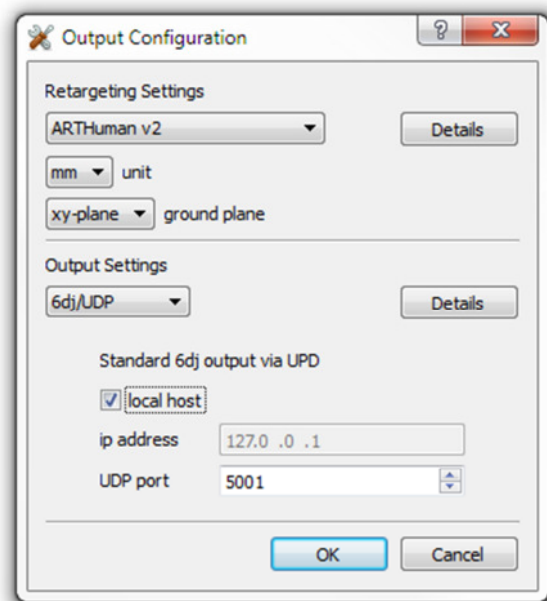 Output Configuration
Retargeting Settings
ARTHuman v2
Details
mm unit
xy-plane ground plane
Output Settings
6dj/UDP
Details
Standard 6dj output via UPD
local host
ip address 127.0 .0 .1
UDP port 5001
OK Cancel